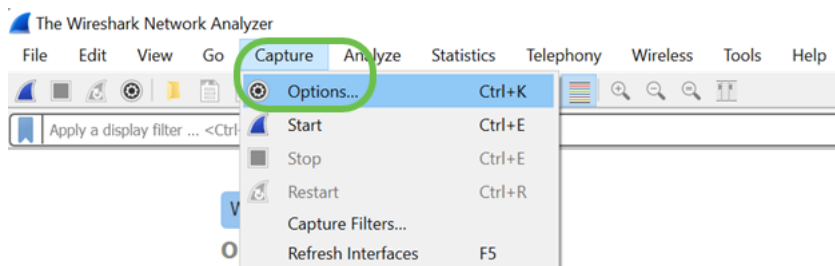 The Wireshark Network Analyzer
File Edit View Go Capture Analyze Statistics Telephony Wireless Tools Help
Options... Ctrl+K
Apply a display filter ... <Ctrl-
Start Ctrl+E
Stop Ctrl+E
Restart Ctrl+R
Capture Filters...
Refresh Interfaces F5